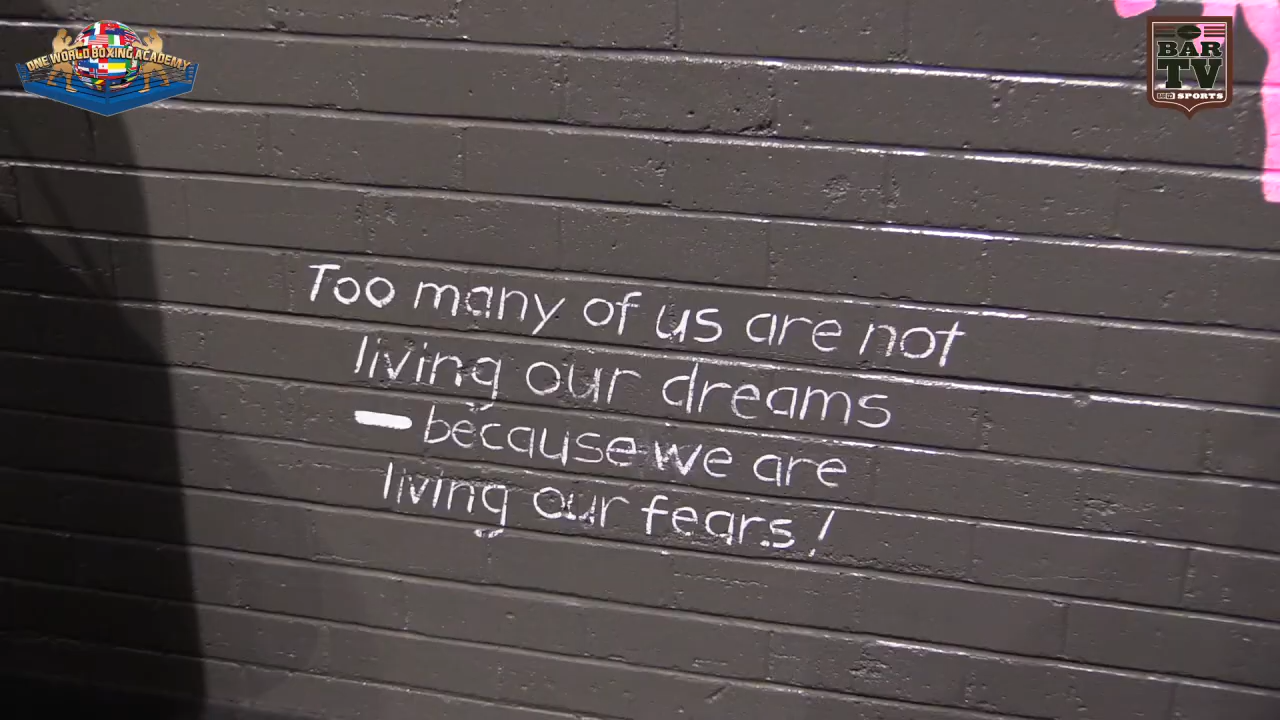 ONE WORLD BOXING ACADEMY
BAR
TV
SPORTS
Too many of us are not
living our dreams
— because we are
living our fears!